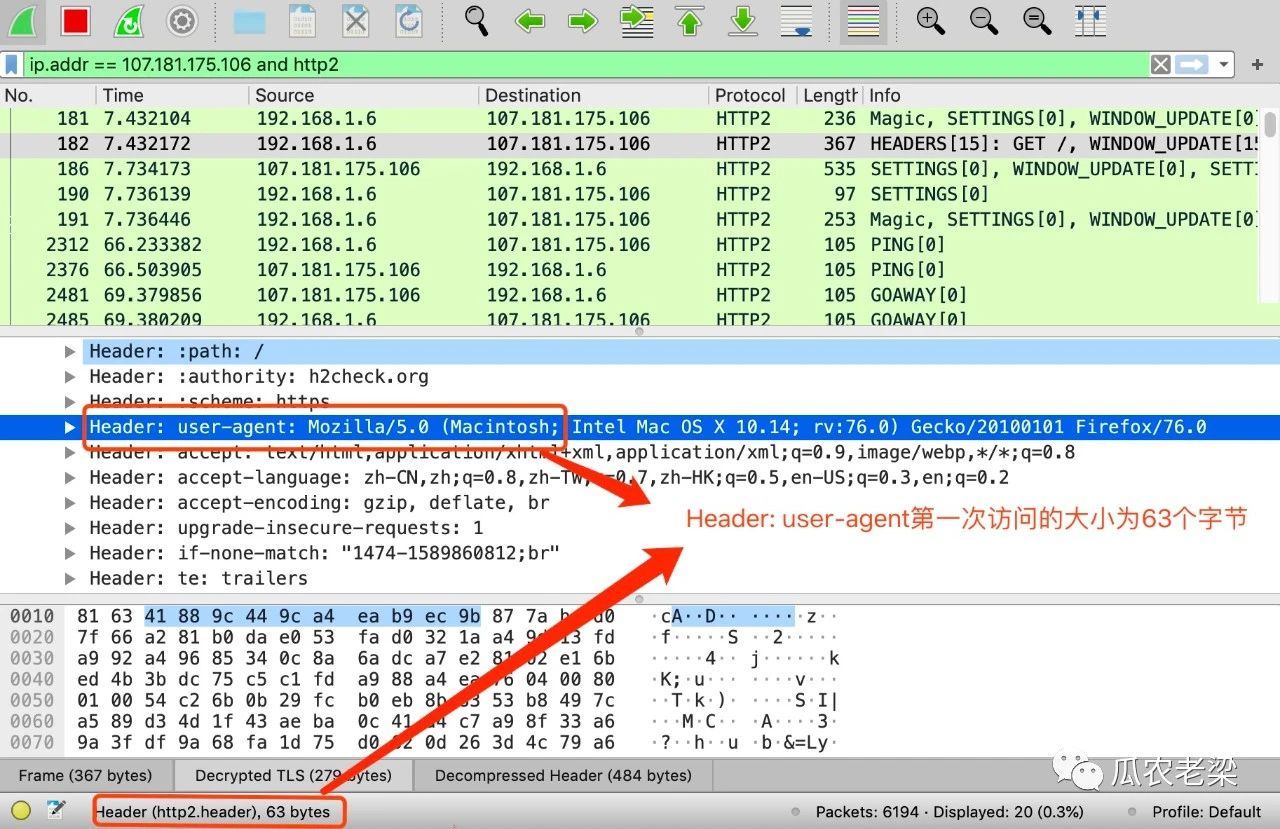 ip.addr == 107.181.175.106 and http2
No. Time Source Destination Protocol Length Info
181 7.432104 192.168.1.6 107.181.175.106 HTTP2 236 Magic, SETTINGS[0], WINDOW_UPDATE[0]
182 7.432172 192.168.1.6 107.181.175.106 HTTP2 367 HEADERS[15]: GET /, WINDOW_UPDATE[15
186 7.734173 107.181.175.106 192.168.1.6 HTTP2 535 SETTINGS[0], WINDOW_UPDATE[0], SETT
190 7.736139 192.168.1.6 107.181.175.106 HTTP2 97 SETTINGS[0]
191 7.736446 192.168.1.6 107.181.175.106 HTTP2 253 Magic, SETTINGS[0], WINDOW_UPDATE[0]
2312 66.233382 192.168.1.6 107.181.175.106 HTTP2 105 PING[0]
2376 66.503905 107.181.175.106 192.168.1.6 HTTP2 105 PING[0]
2481 69.379856 107.181.175.106 192.168.1.6 HTTP2 105 GOAWAY[0]
2485 69.380209 192.168.1.6 107.181.175.106 HTTP2 105 GOAWAY[0]
Header: :path: /
Header: :authority: h2check.org
Header: :scheme: https
Header: user-agent: Mozilla/5.0 (Macintosh; Intel Mac OS X 10.14; rv:76.0) Gecko/20100101 Firefox/76.0
Header: accept: text/html,application/xhtml+xml,application/xml;q=0.9,image/webp,*/*;q=0.8
Header: accept-language: zh-CN,zh;q=0.8,zh-TW;q=0.7,zh-HK;q=0.5,en-US;q=0.3,en;q=0.2
Header: accept-encoding: gzip, deflate, br
Header: user-agent第一次访问的大小为63个字节
Header: upgrade-insecure-requests: 1
Header: if-none-match: "1474-1589860812;br"
Header: te: trailers
0010 81 63 41 88 9c 44 9c a4 ea b9 ec 9b 87 7a d0 ·cA··D·· ···· z··
0020 7f 66 a2 81 b0 da e0 53 fa d0 32 1a a4 13 fd ·f·····S ··2·····
0030 a9 92 a4 96 85 34 0c 8a 6a dc a7 e2 e1 6b ·····4·· j······k
0040 ed 4b 3b dc 75 c5 c1 fd a9 88 a4 04 00 80 ·K;·u··· ····v···
0050 01 00 54 c2 6b 0b 29 fc b0 eb 53 b8 49 7c ··T·k)· ····S·I|
0060 a5 89 d3 4d 1f 43 ae ba 0c 41 c7 a9 8f 33 a6 ···M·C·· ·A····3·
0070 9a 3f df 9a 68 fa 1d 75 0d 26 3d 4c 79 a6 ·?··h··u ·b·&=Ly·
Frame (367 bytes) Decrypted TLS (279 bytes) Decompressed Header (484 bytes)
瓜农老梁
Header (http2.header), 63 bytes Packets: 6194 · Displayed: 20 (0.3%) Profile: Default